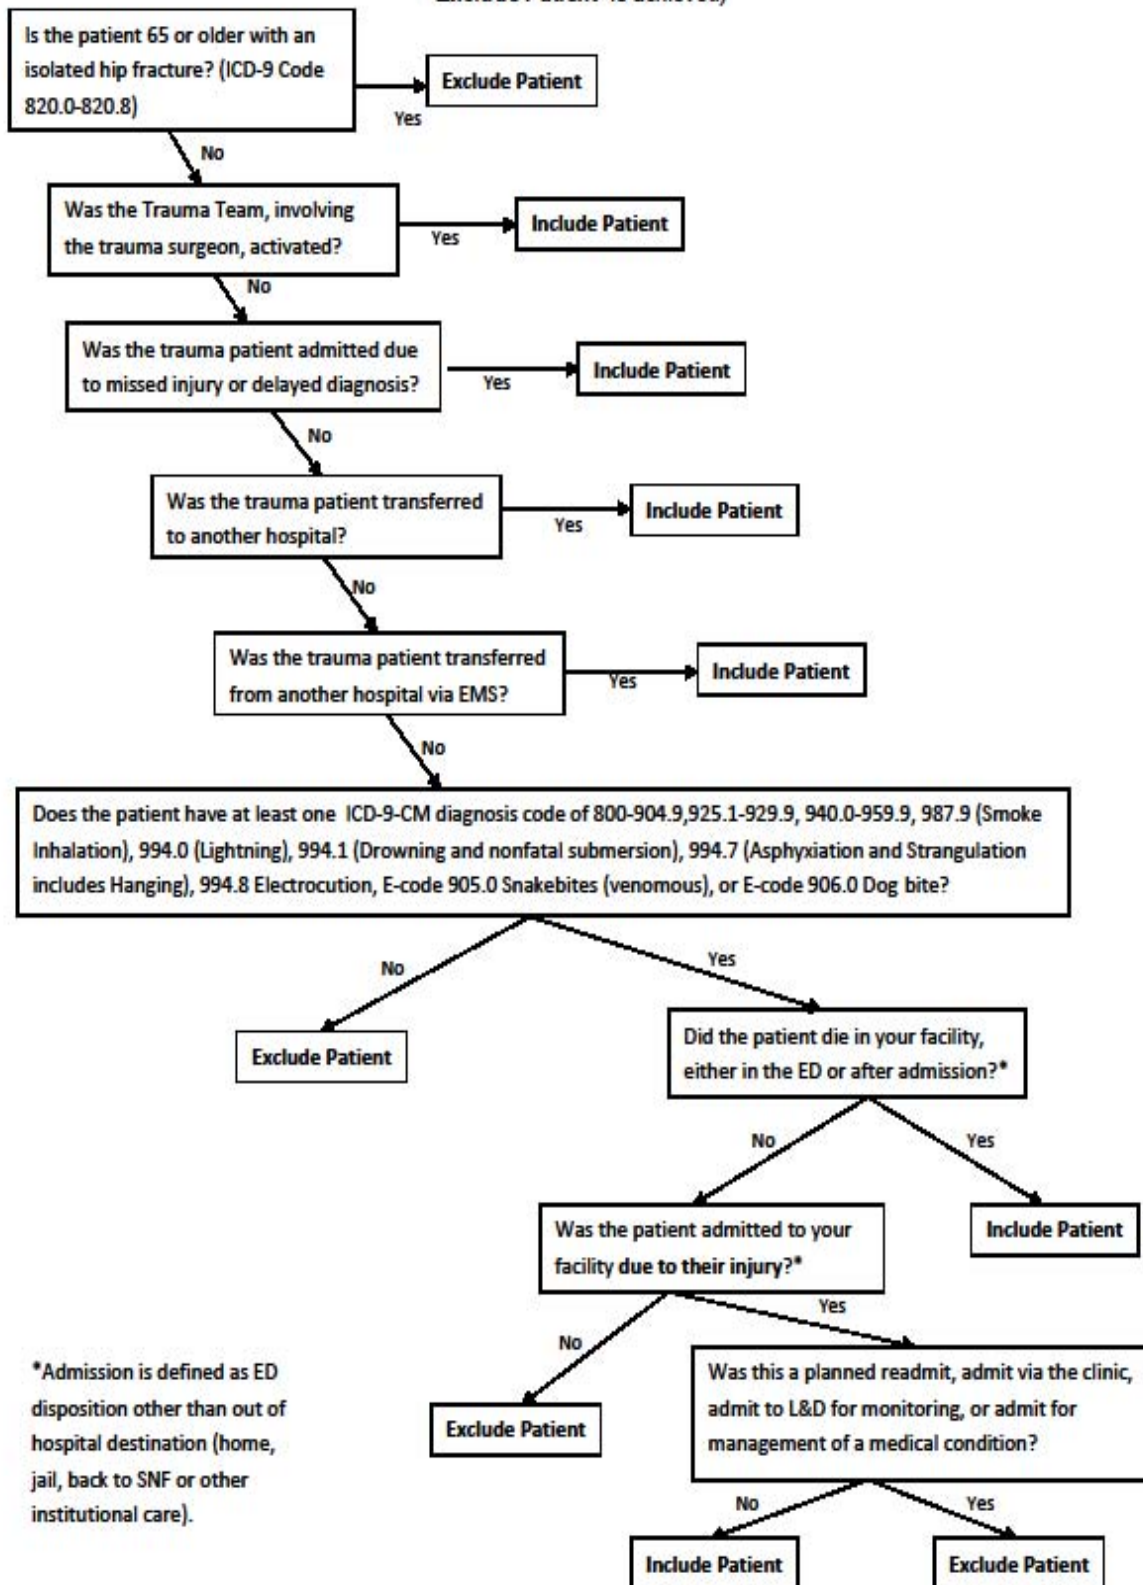 Exclude Patient is achieved)
Is the patient 65 or older with an
isolated hip fracture? (ICD-9 Code
820.0-820.8)
Exclude Patient
Yes
No
Was the Trauma Team, involving
the trauma surgeon, activated?
Include Patient
Yes
No
Was the trauma patient admitted due
to missed injury or delayed diagnosis?
Include Patient
Yes
No
Was the trauma patient transferred
to another hospital?
Include Patient
Yes
No
Was the trauma patient transferred
from another hospital via EMS?
Include Patient
Yes
No
Does the patient have at least one ICD-9-CM diagnosis code of 800-904.9,925.1-929.9, 940.0-959.9, 987.9 (Smoke
Inhalation), 994.0 (Lightning), 994.1 (Drowning and nonfatal submersion), 994.7 (Asphyxiation and Strangulation
includes Hanging), 994.8 Electrocution, E-code 905.0 Snakebites (venomous), or E-code 906.0 Dog bite?
No
Yes
Exclude Patient
Did the patient die in your facility,
either in the ED or after admission?*
No
Yes
Was the patient admitted to your
facility due to their injury?*
Include Patient
No
Yes
Exclude Patient
Was this a planned readmit, admit via the clinic,
admit to L&D for monitoring, or admit for
management of a medical condition?
No
Yes
Include Patient
Exclude Patient
*Admission is defined as ED
disposition other than out of
hospital destination (home,
jail, back to SNF or other
institutional care).